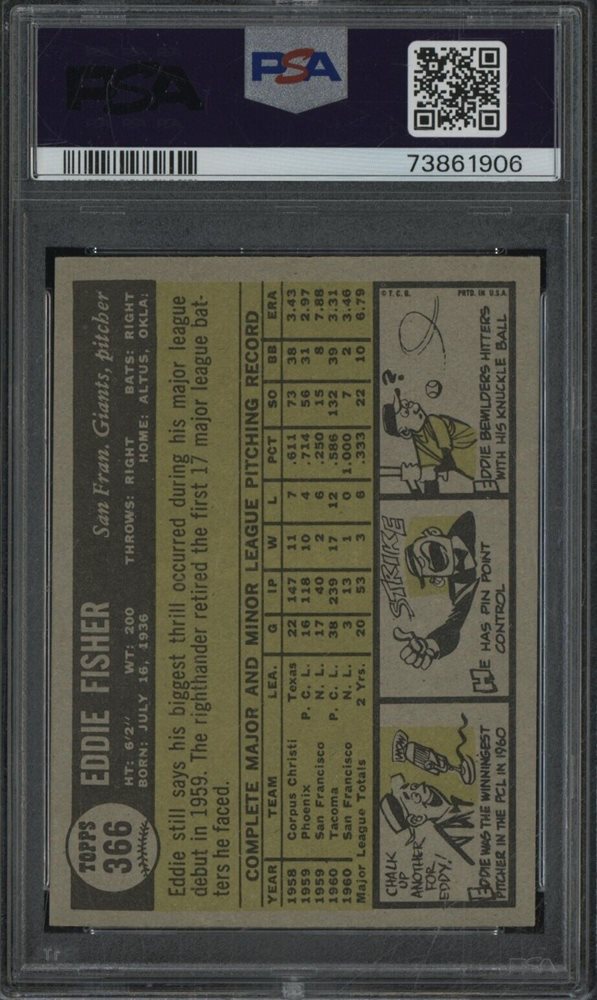 PSA
PSA
73861906
TOPPS
366
EDDIE FISHER
San Fran. Giants, pitcher
HT: 6'2" WT: 200 THROWS: RIGHT BATS: RIGHT
BORN: JULY 16, 1936 HOME: ALTUS, OKLA:
Eddie still says his biggest thrill occurred during his major league
debut in 1959. The righthander retired the first 17 major league bat-
ters he faced.
COMPLETE MAJOR AND MINOR LEAGUE PITCHING RECORD
YEAR TEAM LEA. G IP W L PCT SO BB ERA
1958 Corpus Christi Texas 22 147 11 7 .611 73 38 3.43
1959 Phoenix P. C. L. 16 118 10 4 .714 56 31 2.97
1959 San Francisco N. L. 17 40 2 6 .250 15 8 7.88
1960 Tacoma P. C. L. 38 239 17 12 .586 132 39 3.31
1960 San Francisco N. L. 3 13 1 0 1.000 7 2 3.46
Major League Totals 2 Yrs. 20 53 3 6 .333 22 10 6.79
CHALK
UP
ANOTHER
FOR
EDDY!
EDDIE WAS THE WINNINGEST
PITCHER IN THE PCL IN 1960
STRIKE
HE HAS PIN POINT
CONTROL
?
© T. C. G. PRTD. IN U.S.A.
EDDIE BEWILDERS HITTERS
WITH HIS KNUCKLE BALL